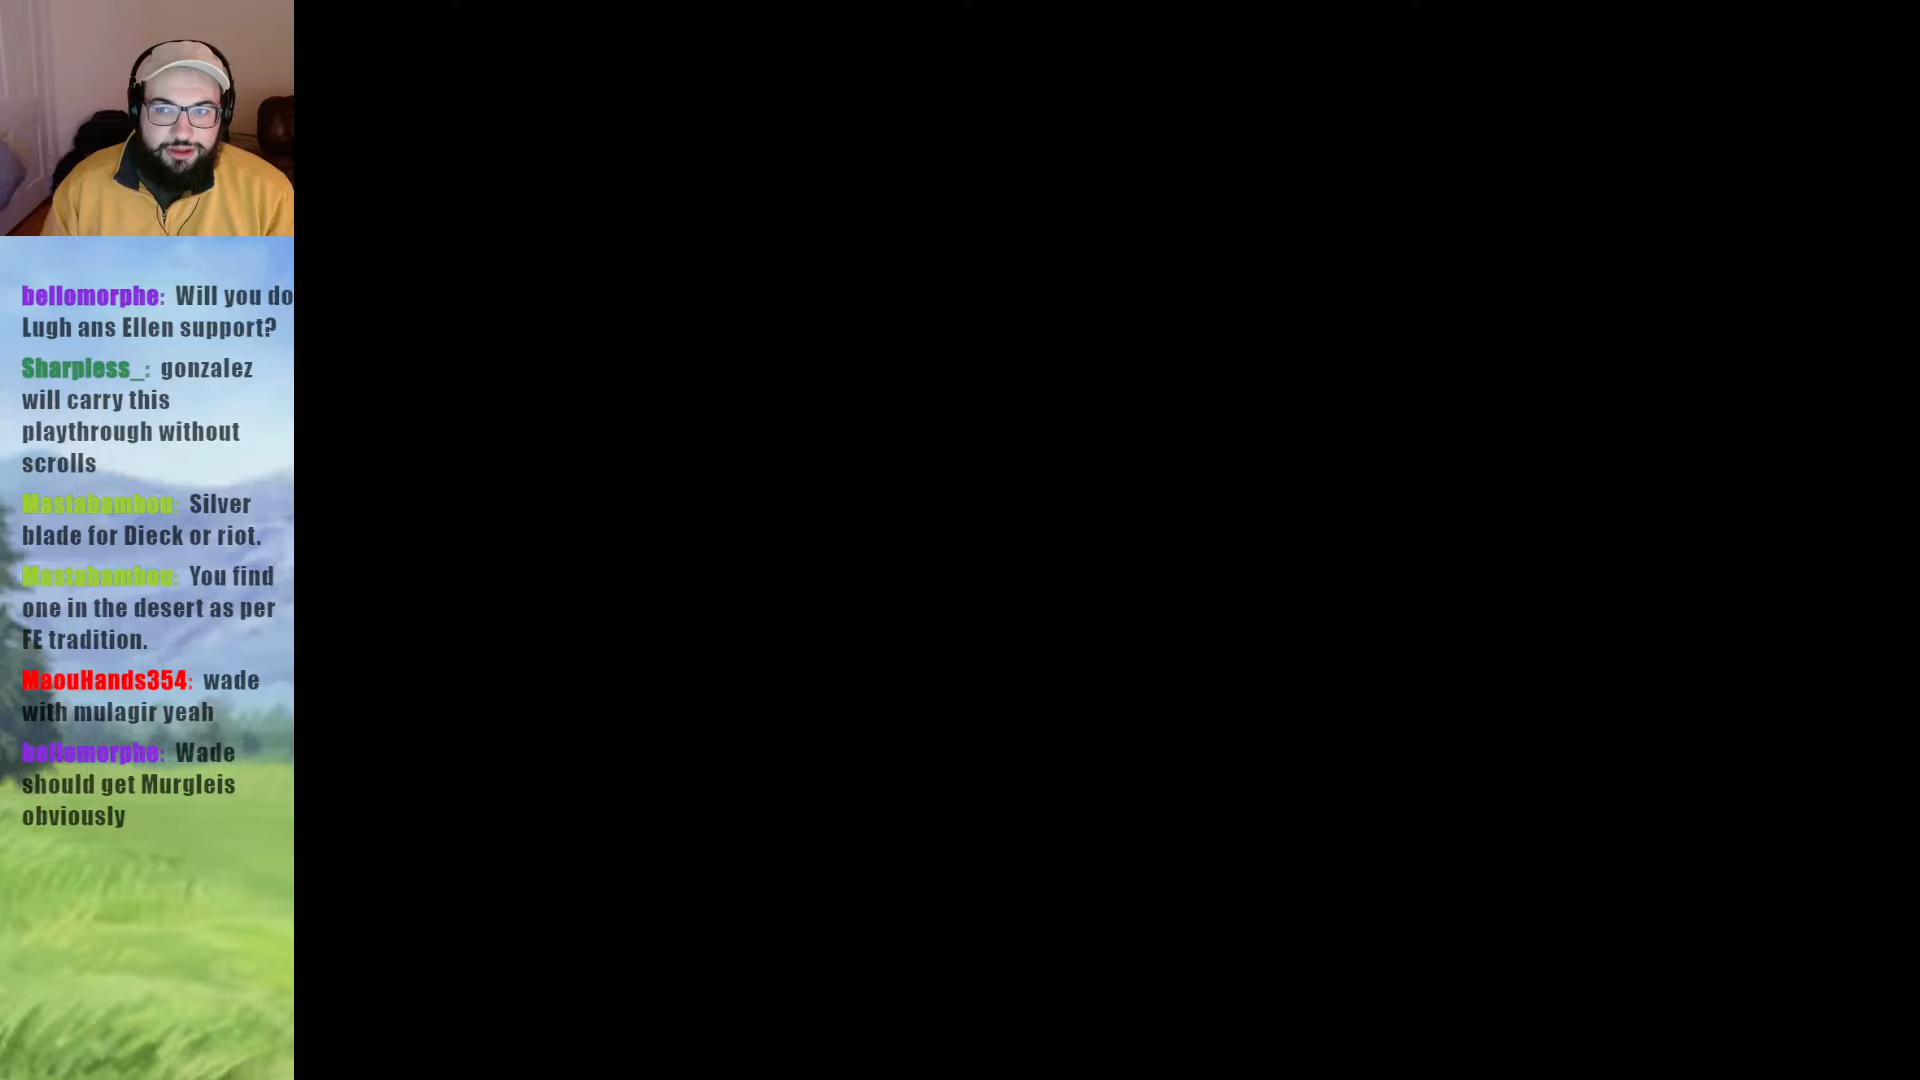 bellomorphe: Will you do
Lugh ans Ellen support?
Sharpless_: gonzalez
will carry this
playthrough without
scrolls
Mastabambou: Silver
blade for Dieck or riot.
Mastabambou: You find
one in the desert as per
FE tradition.
MaouHands354: wade
with mulagir yeah
bellomorphe: Wade
should get Murgleis
obviously